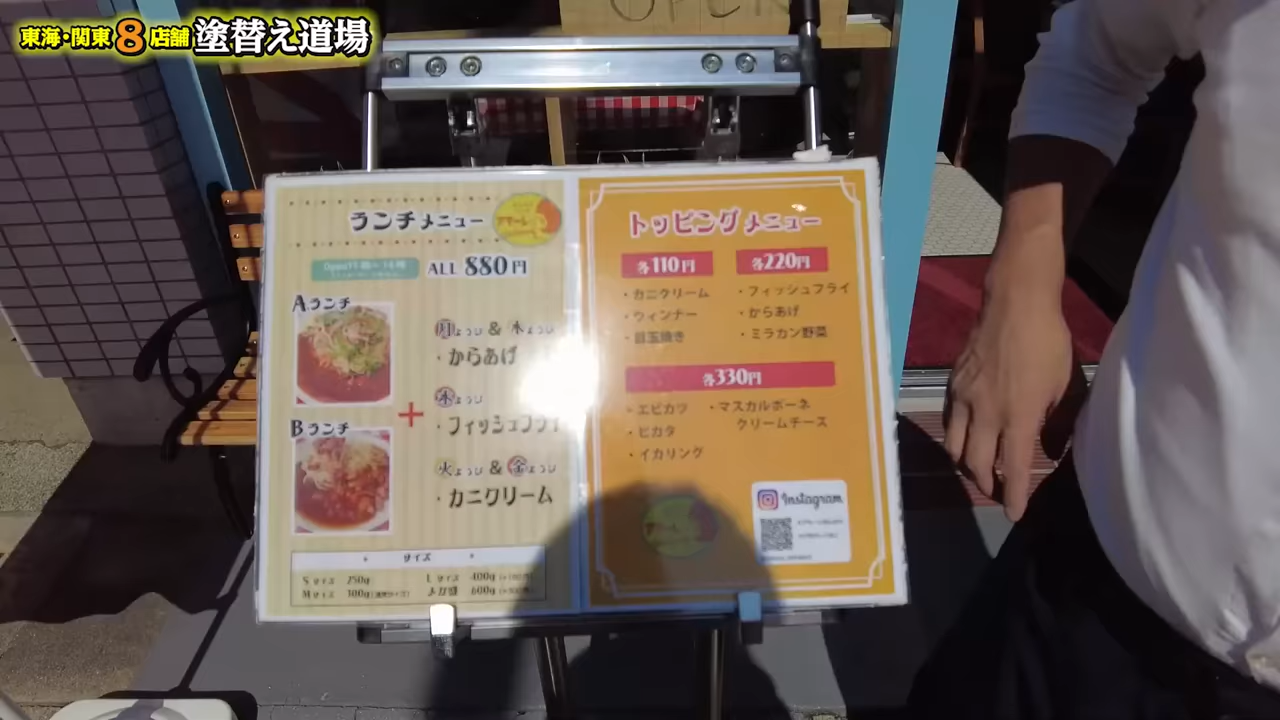 東海・関東8店舗塗替え道場
OPEN
ランチメニュー
ALL 880円
Aランチ
月ようび & 木ようび
・からあげ
水ようび
・フィッシュフライ
Bランチ
+
火ようび & 金ようび
・カニクリーム
サイズ
Sサイズ 250g
Lサイズ 400g
Mサイズ 300g
メガ盛 600g
トッピングメニュー
各110円
・カニクリーム
・ウィンナー
・目玉焼き
各220円
・フィッシュフライ
・からあげ
・ミラカン野菜
各330円
・エビカツ
・ピカタ
・イカリング
・マスカルポーネ
クリームチーズ
Instagram